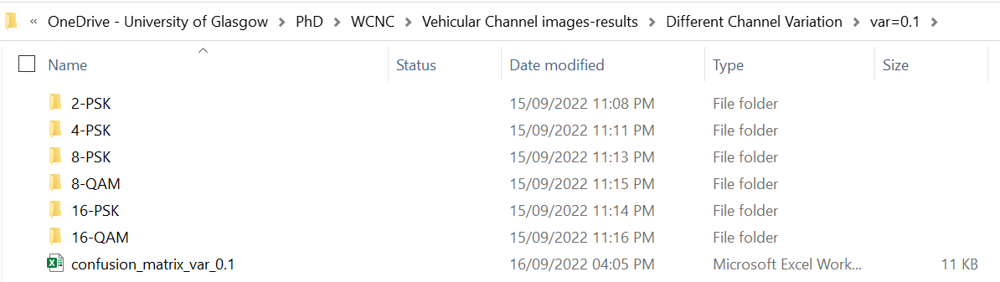 « OneDrive - University of Glasgow > PhD > WCNC > Vehicular Channel images-results > Different Channel Variation > var=0.1 >
Name Status Date modified Type Size
2-PSK 15/09/2022 11:08 PM File folder
4-PSK 15/09/2022 11:11 PM File folder
8-PSK 15/09/2022 11:13 PM File folder
8-QAM 15/09/2022 11:15 PM File folder
16-PSK 15/09/2022 11:14 PM File folder
16-QAM 15/09/2022 11:16 PM File folder
confusion_matrix_var_0.1 16/09/2022 04:05 PM Microsoft Excel Work... 11 KB